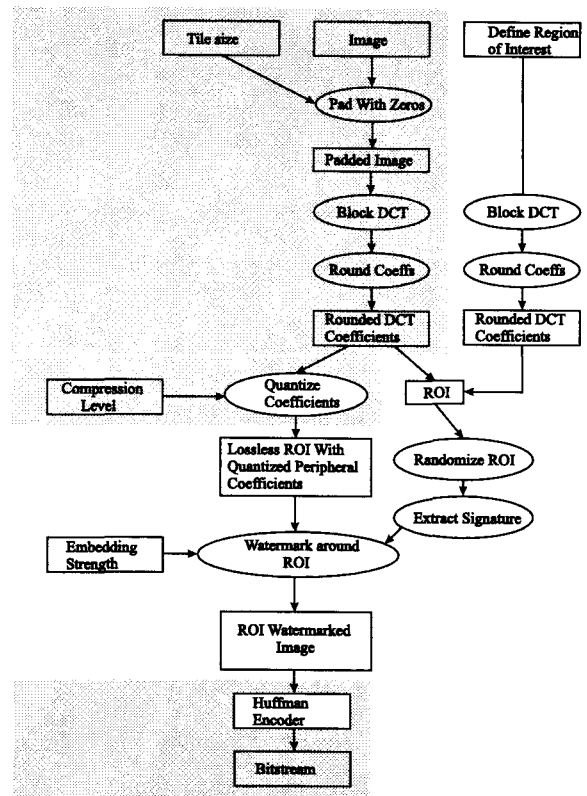 Tile size
Image
Define Region
of Interest
Pad With Zeros
Padded Image
Block DCT
Block DCT
Round Coeffs
Round Coeffs
Rounded DCT
Coefficients
Rounded DCT
Coefficients
Compression
Level
Quantize
Coefficients
ROI
Lossless ROI With
Quantized Peripheral
Coefficients
Randomize ROI
Extract Signature
Embedding
Strength
Watermark around
ROI
ROI Watermarked
Image
Huffman
Encoder
Bitstream